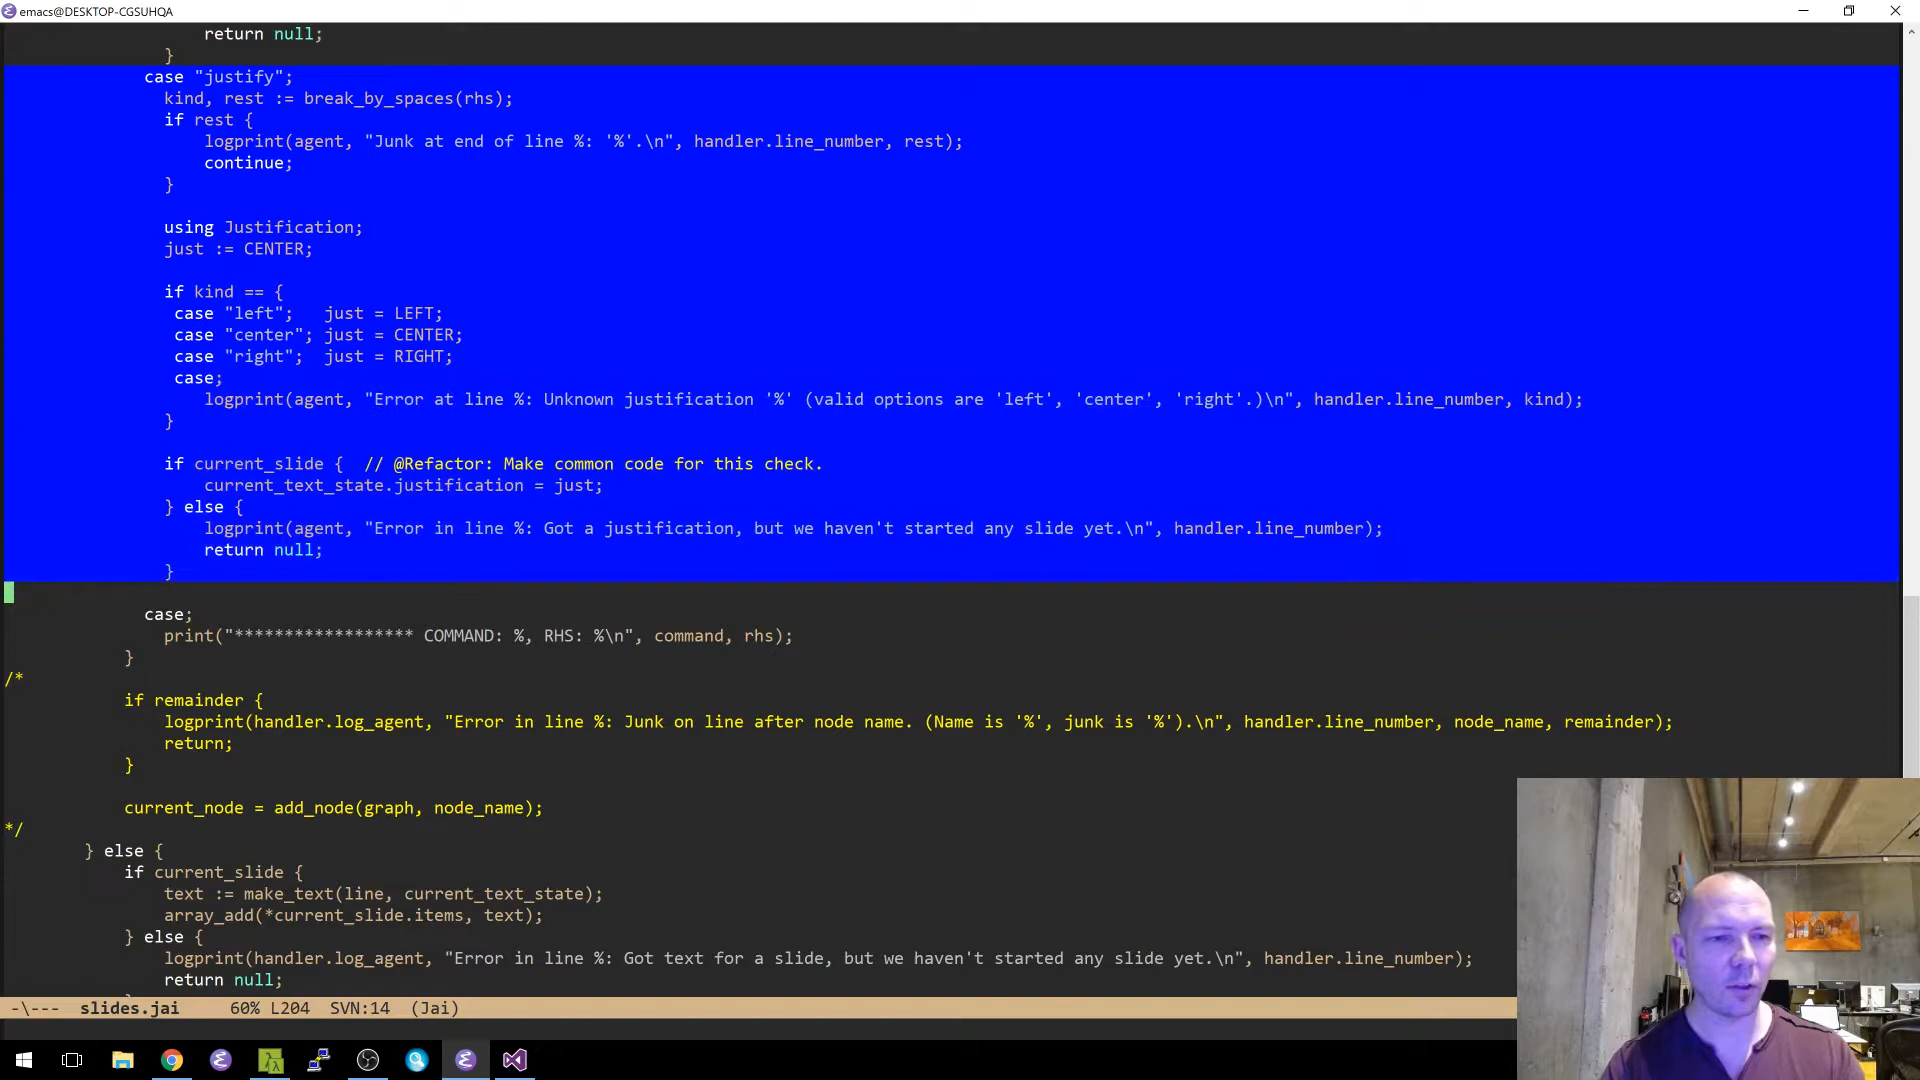 emacs@DESKTOP-CGSUHQA
return null;
}
case "justify";
kind, rest := break_by_spaces(rhs);
if rest {
logprint(agent, "Junk at end of line %: '%'.\n", handler.line_number, rest);
continue;
}
using Justification;
just := CENTER;
if kind == {
case "left"; just = LEFT;
case "center"; just = CENTER;
case "right"; just = RIGHT;
case;
logprint(agent, "Error at line %: Unknown justification '%' (valid options are 'left', 'center', 'right'.)\n", handler.line_number, kind);
}
if current_slide { // @Refactor: Make common code for this check.
current_text_state.justification = just;
} else {
logprint(agent, "Error in line %: Got a justification, but we haven't started any slide yet.\n", handler.line_number);
return null;
}
case;
print("****************** COMMAND: %, RHS: %\n", command, rhs);
}
/*
if remainder {
logprint(handler.log_agent, "Error in line %: Junk on line after node name. (Name is '%', junk is '%').\n", handler.line_number, node_name, remainder);
return;
}
current_node = add_node(graph, node_name);
*/
} else {
if current_slide {
text := make_text(line, current_text_state);
array_add(*current_slide.items, text);
} else {
logprint(handler.log_agent, "Error in line %: Got text for a slide, but we haven't started any slide yet.\n", handler.line_number);
return null;
-\--- slides.jai 60% L204 SVN:14 (Jai)